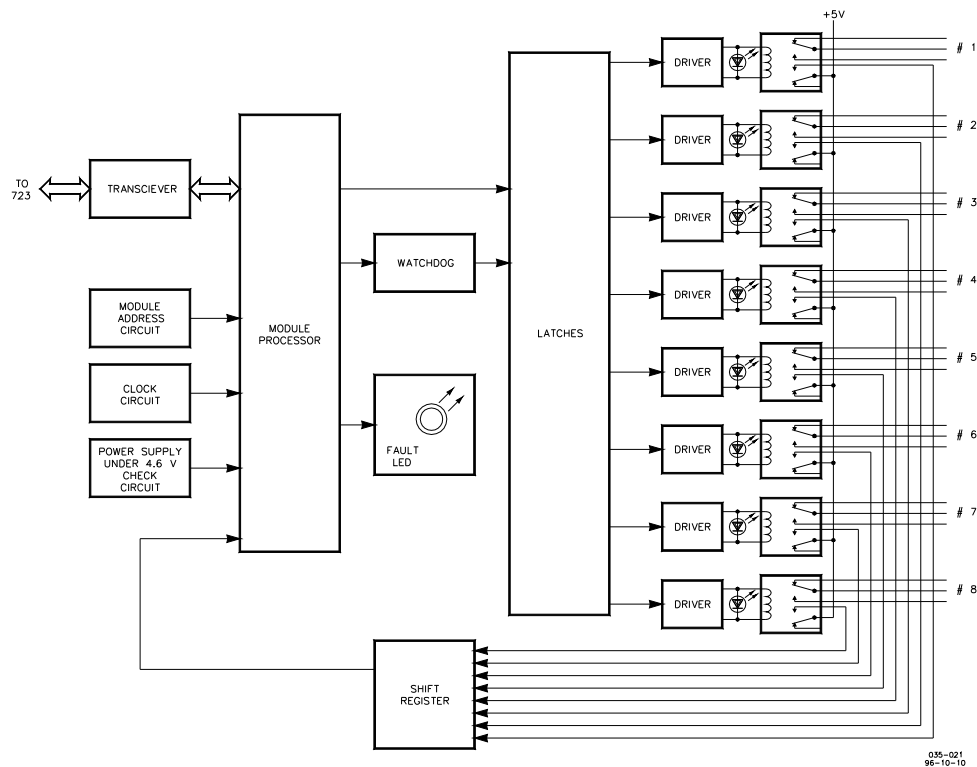 +5V
DRIVER
# 1
DRIVER
# 2
TO
723
TRANSCIEVER
DRIVER
# 3
WATCHDOG
DRIVER
# 4
MODULE
ADDRESS
CIRCUIT
MODULE
PROCESSOR
LATCHES
DRIVER
# 5
CLOCK
CIRCUIT
FAULT
LED
DRIVER
# 6
POWER SUPPLY
UNDER 4.6 V
CHECK
CIRCUIT
DRIVER
# 7
DRIVER
# 8
SHIFT
REGISTER
035-021
96-10-10